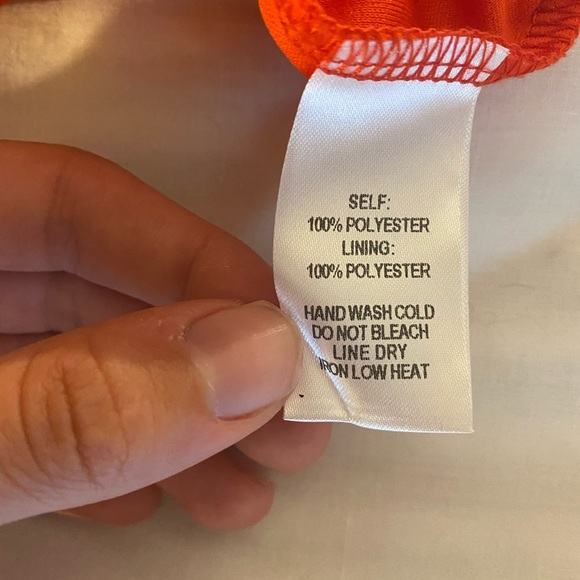 SELF:
100% POLYESTER
LINING:
100% POLYESTER
HAND WASH COLD
DO NOT BLEACH
LINE DRY
IRON LOW HEAT